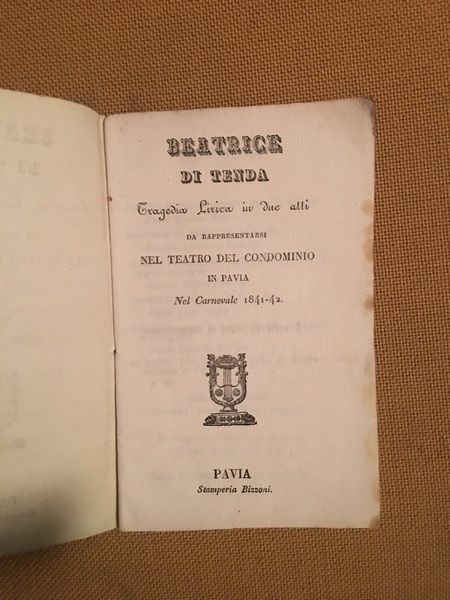 BEATRICE
DI TENDA
Tragedia Lirica in due atti
DA RAPPRESENTARSI
NEL TEATRO DEL CONDOMINIO
IN PAVIA
Nel Carnevale 1841-42.
PAVIA
Stamperia Bizzoni.